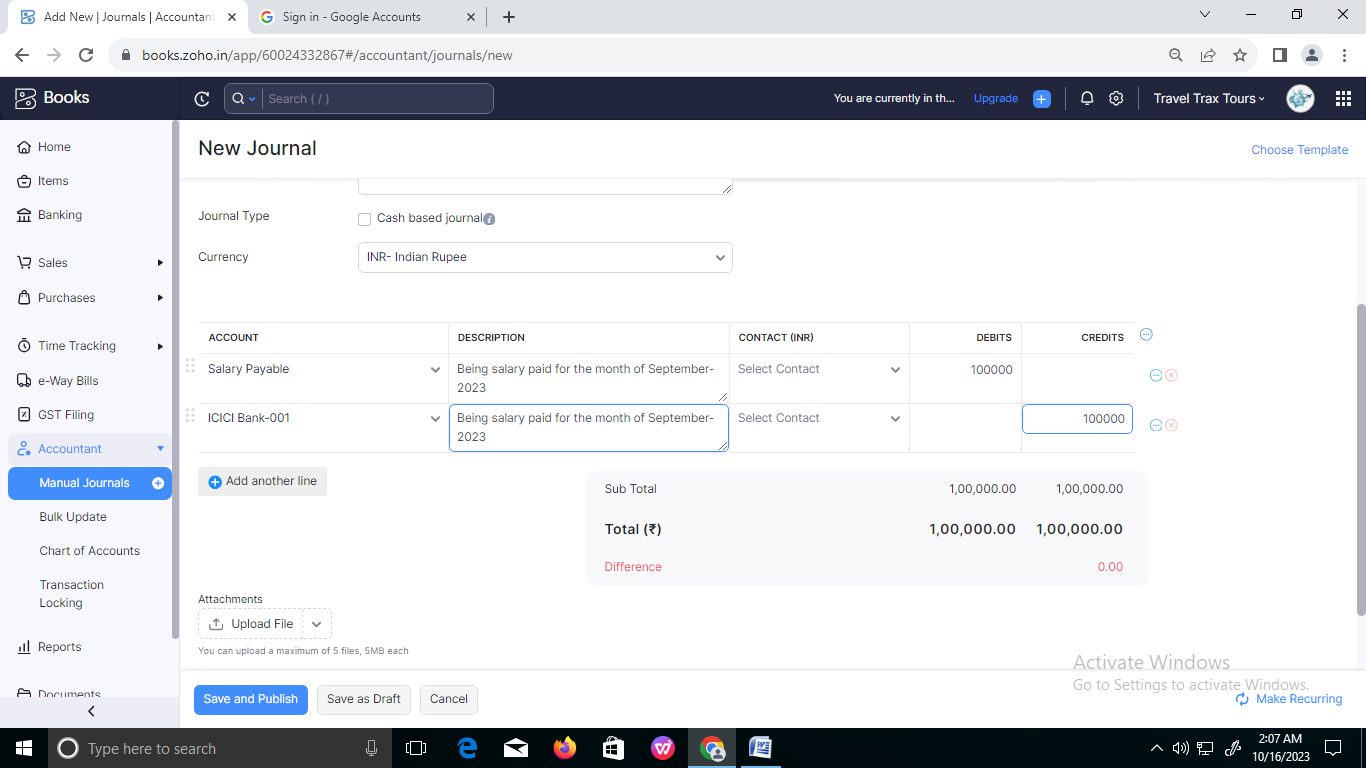 Add New | Journals | Accountant
Sign in - Google Accounts
books.zoho.in/app/60024332867#/accountant/journals/new
Books
Search ( / )
You are currently in th...
Upgrade
Travel Trax Tours
Home
Items
Banking
Sales
Purchases
Time Tracking
e-Way Bills
GST Filing
Accountant
Manual Journals
Bulk Update
Chart of Accounts
Transaction
Locking
Reports
Documents
New Journal
Choose Template
Journal Type
Cash based journal
Currency
INR- Indian Rupee
ACCOUNT DESCRIPTION CONTACT (INR) DEBITS CREDITS
Salary Payable Being salary paid for the month of September- Select Contact 100000
2023
ICICI Bank-001 Being salary paid for the month of September- Select Contact 100000
2023
Add another line
Sub Total 1,00,000.00 1,00,000.00
Total (₹) 1,00,000.00 1,00,000.00
Difference 0.00
Attachments
Upload File
You can upload a maximum of 5 files, 5MB each
Activate Windows
Go to Settings to activate Windows.
Save and Publish
Save as Draft
Cancel
Make Recurring
Type here to search
2:07 AM
10/16/2023